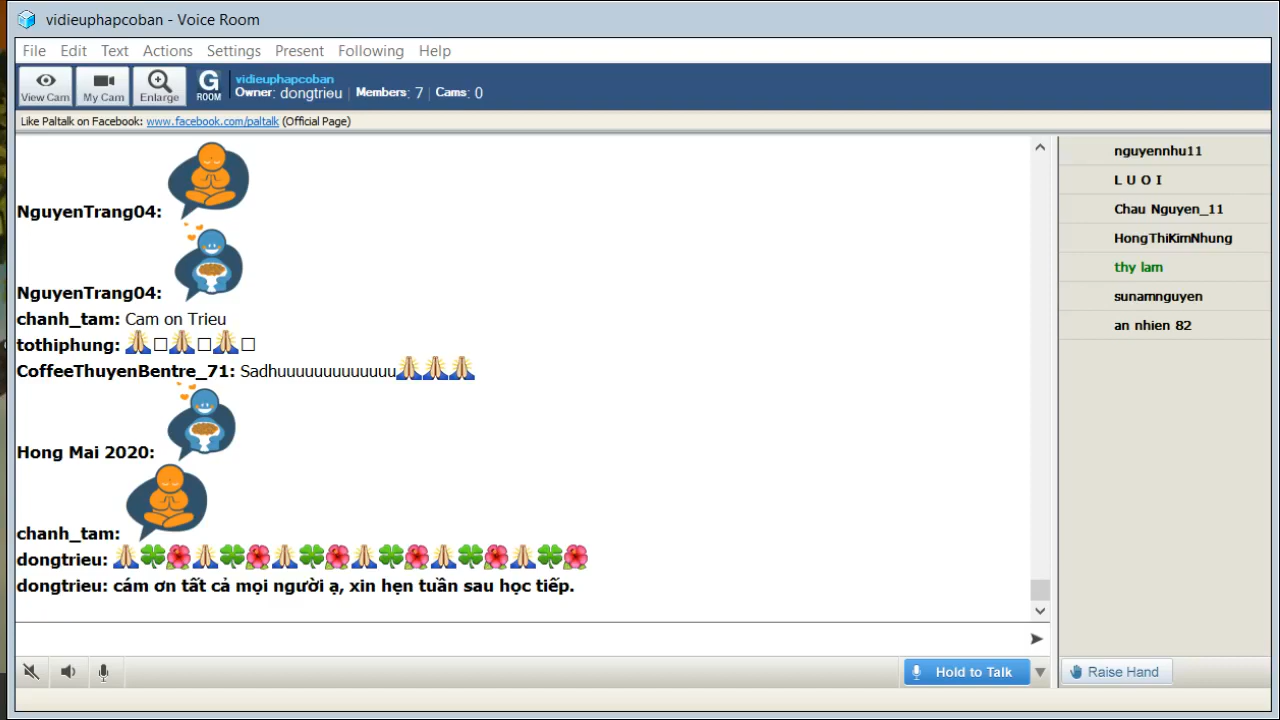 vidieuphapcoban - Voice Room
File Edit Text Actions Settings Present Following Help
View Cam
My Cam
Enlarge
G
ROOM
vidieuphapcoban
Owner: dongtrieu | Members: 7 | Cams: 0
Like Paltalk on Facebook: www.facebook.com/paltalk (Official Page)
NguyenTrang04:
NguyenTrang04:
chanh_tam: Cam on Trieu
tothiphung: 🙏□🙏□🙏□
CoffeeThuyenBentre_71: Sadhuuuuuuuuuuuuu🙏🙏🙏
Hong Mai 2020:
chanh_tam:
dongtrieu: 🙏🍀🌺🙏🍀🌺🙏🍀🌺🙏🍀🌺🙏🍀🌺🙏🍀🌺
dongtrieu: cám ơn tất cả mọi người ạ, xin hẹn tuần sau học tiếp.
nguyennhu11
L U O I
Chau Nguyen_11
HongThiKimNhung
thy lam
sunamnguyen
an nhien 82
Hold to Talk
Raise Hand